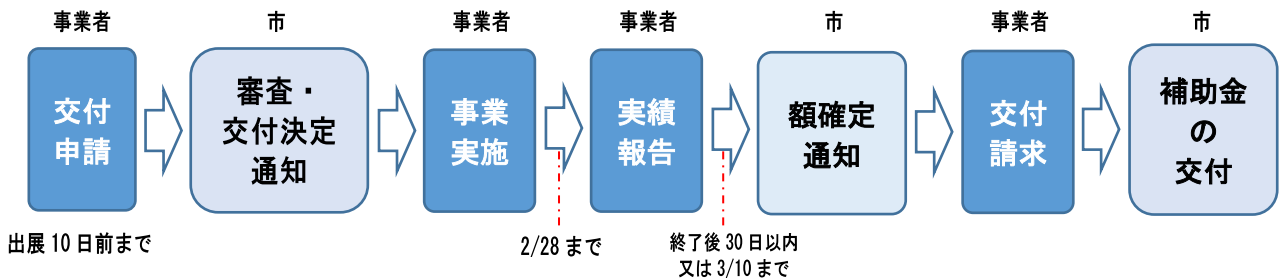 事業者
市
事業者
事業者
市
事業者
市
交付
申請
審査・
交付決定
通知
事業
実施
実績
報告
額確定
通知
交付
請求
補助金
の
交付
出展 10 日前まで
2/28 まで
終了後 30 日以内
又は 3/10 まで